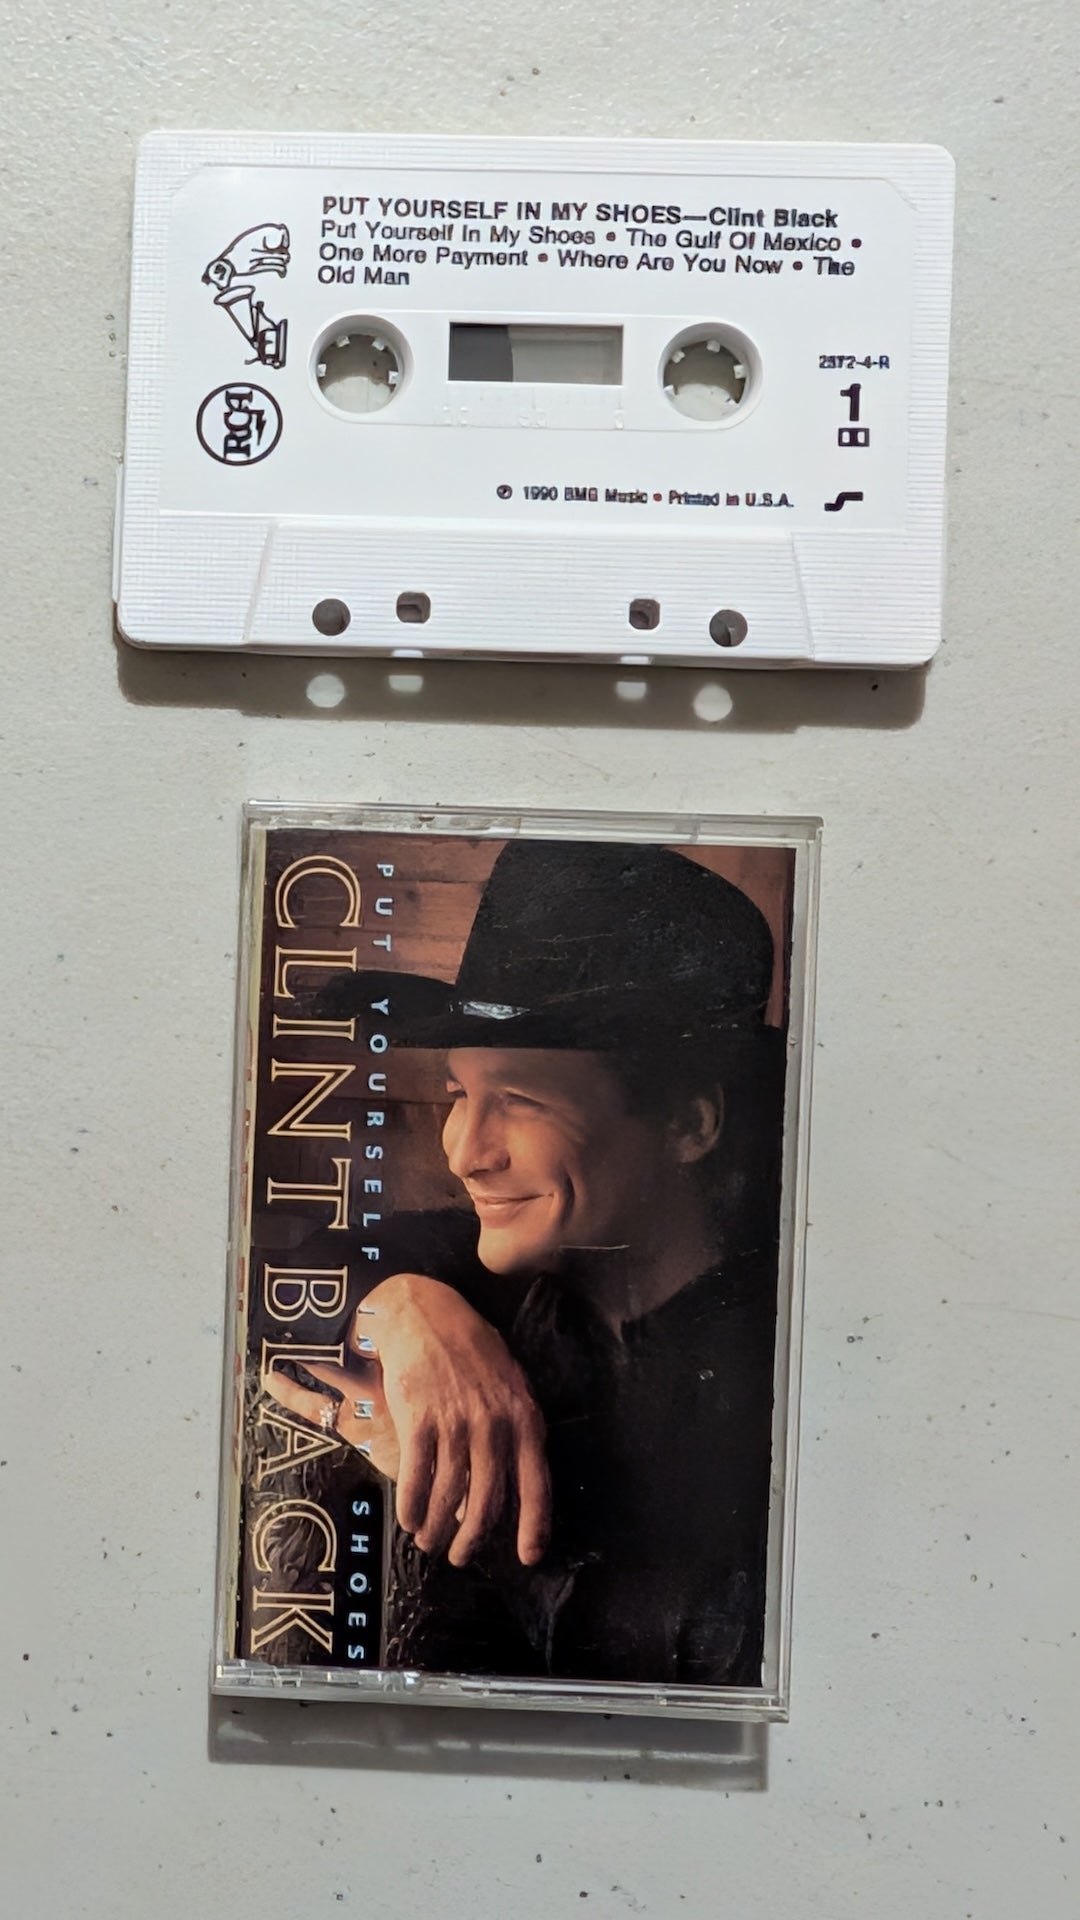 PUT YOURSELF IN MY SHOES—Clint Black
Put Yourself In My Shoes • The Gulf Of Mexico •
One More Payment • Where Are You Now • The
Old Man
2372-4-R
1
RCA
℗ 1990 BMG Music • Printed in U.S.A.
CLINT BLACK
PUT YOURSELF IN MY SHOES